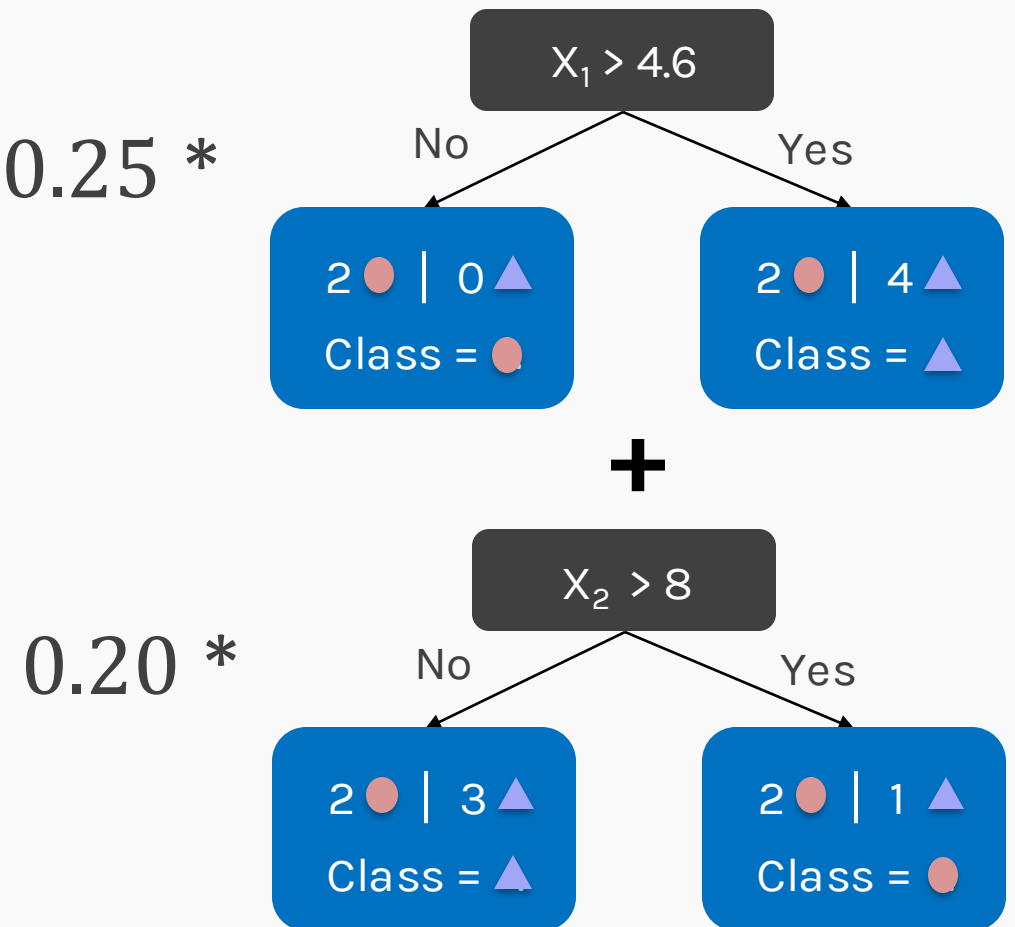 X₁ > 4.6
0.25 *
No
Yes
2 | 0
Class =
2 | 4
Class =
+
X₂ > 8
0.20 *
No
Yes
2 | 3
Class =
2 | 1
Class =